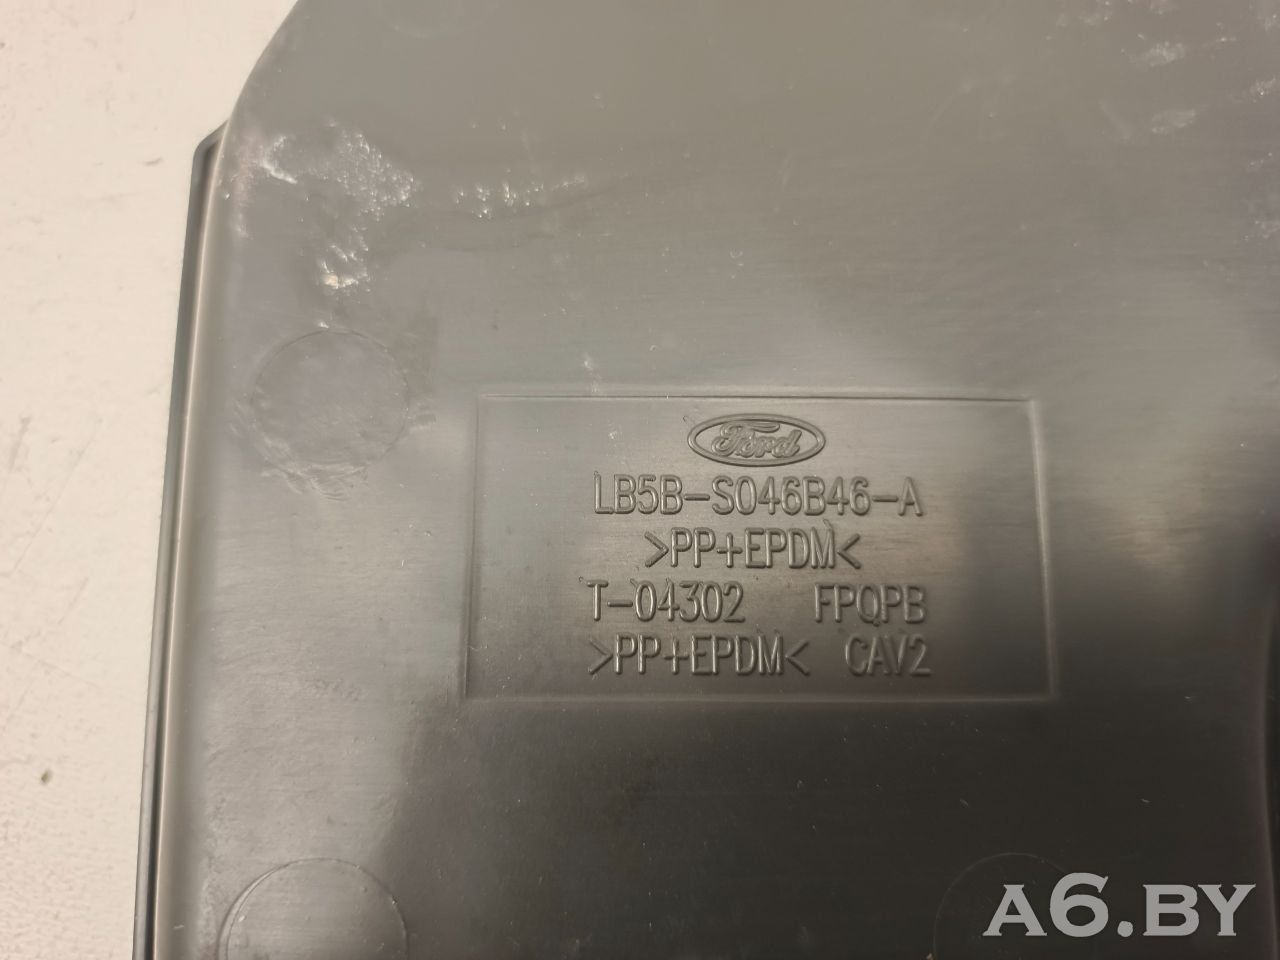 Ford
LB5B-S046B46-A
>PP+EPDM<
T-04302 FPQPB
>PP+EPDM< CAV2
A6.BY